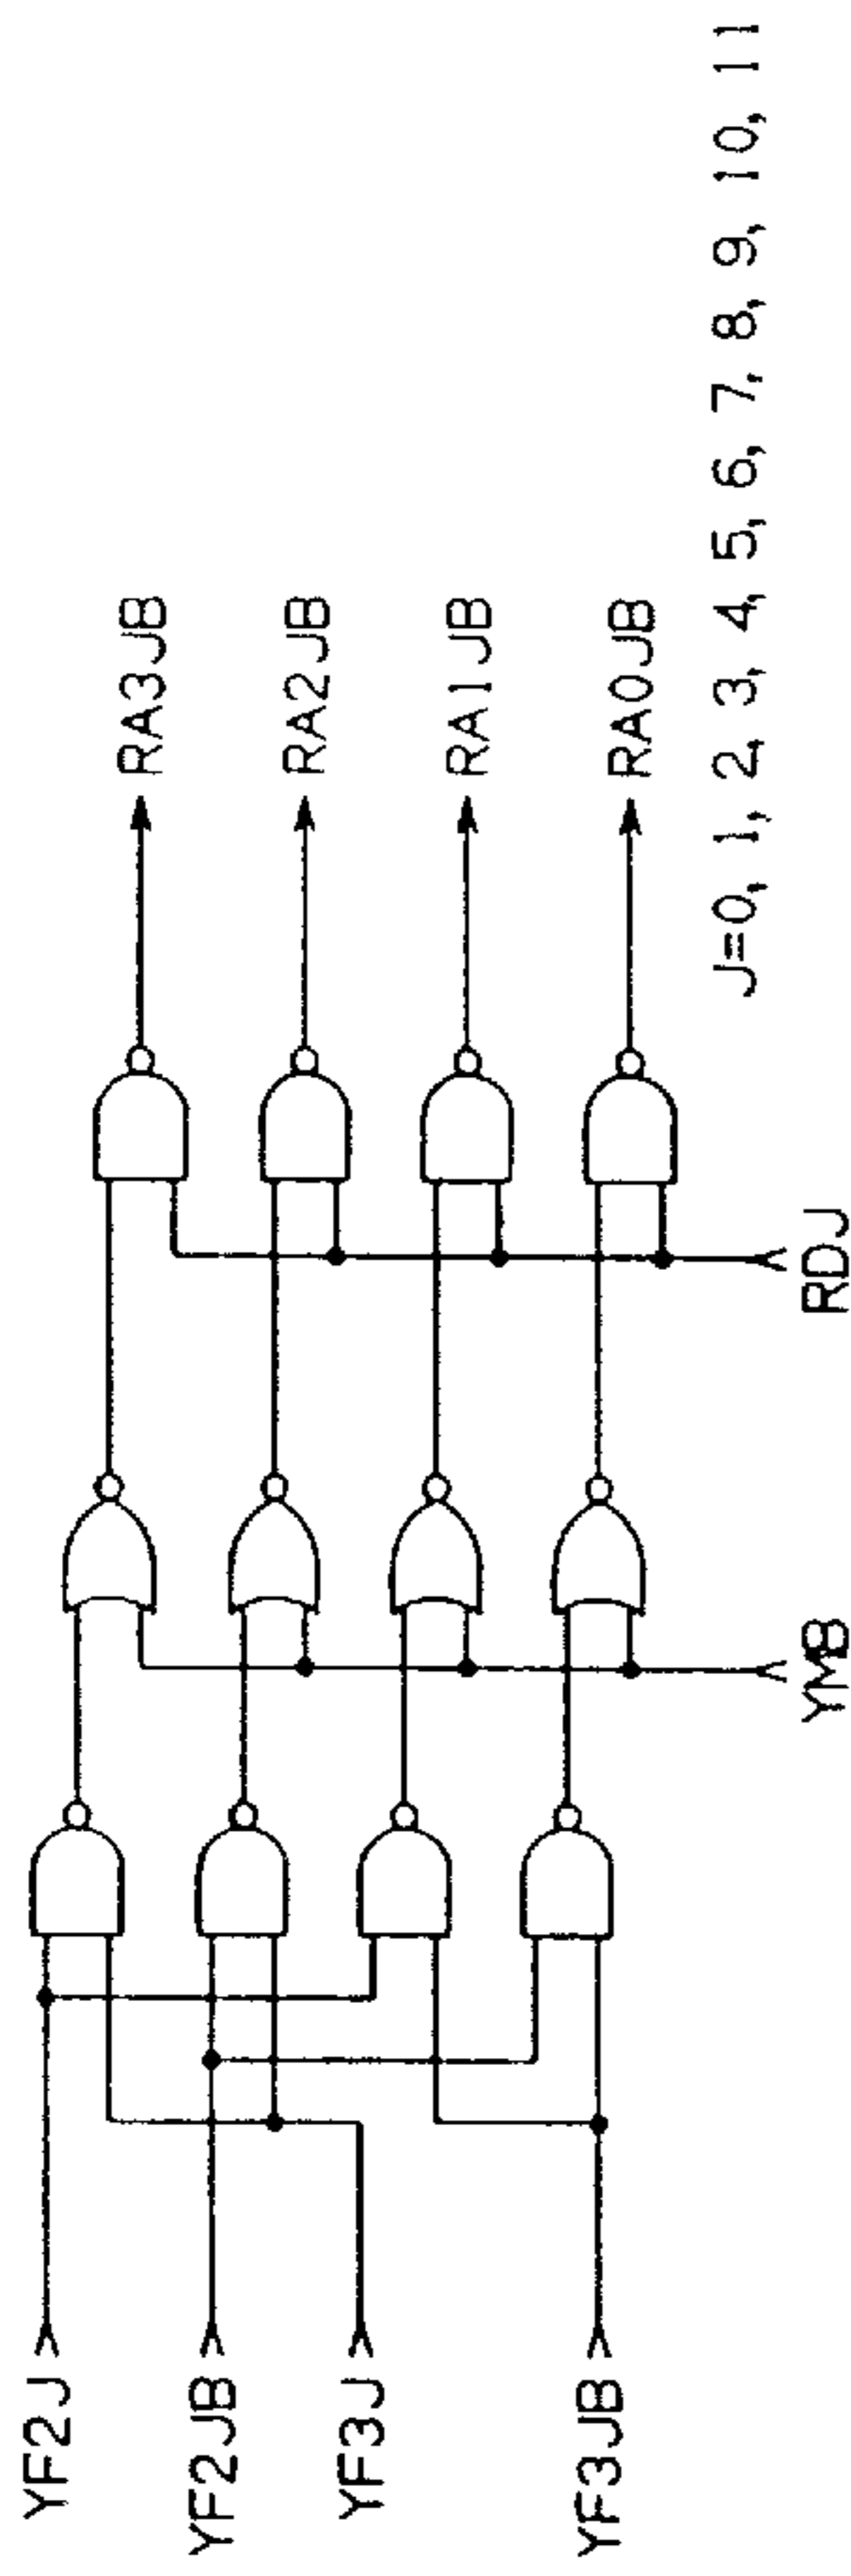 YF2J
YF2JB
YF3J
YF3JB
YMB
RDJ
RA3JB
RA2JB
RA1JB
RA0JB
J=0, 1, 2, 3, 4, 5, 6, 7, 8, 9, 10, 11